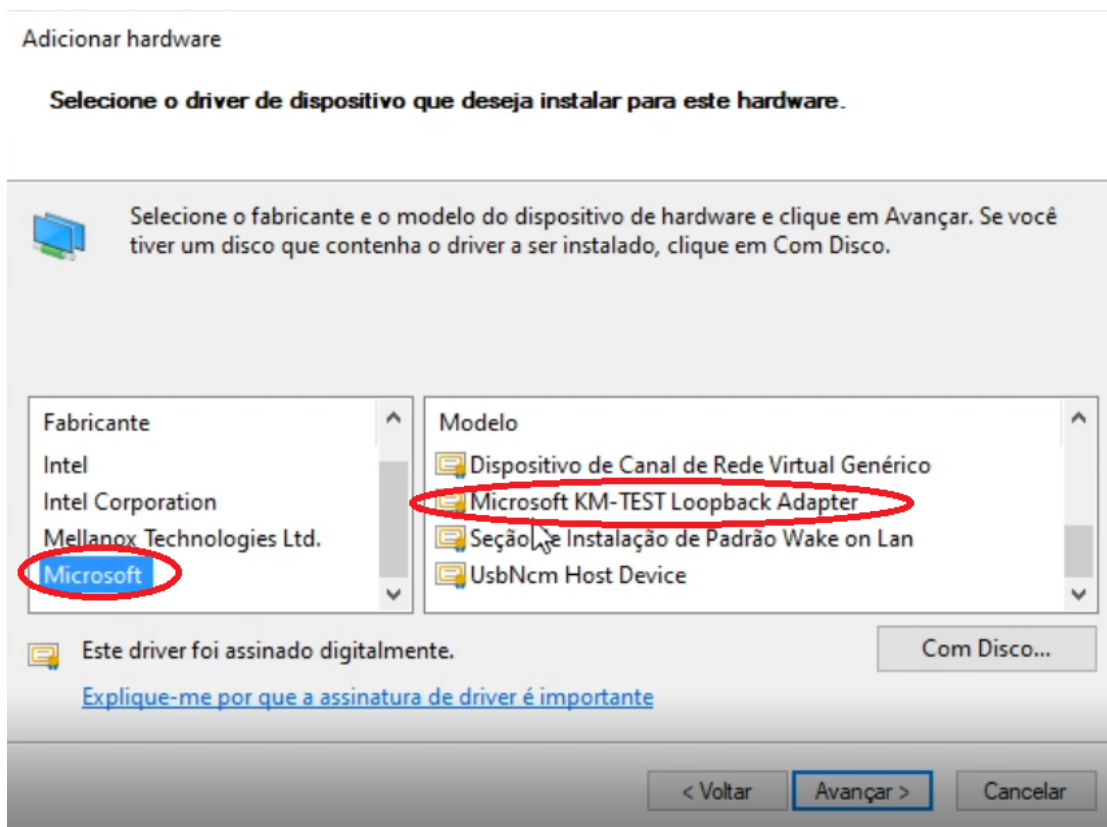 Adicionar hardware
Selecione o driver de dispositivo que deseja instalar para este hardware.
Selecione o fabricante e o modelo do dispositivo de hardware e clique em Avançar. Se você
tiver um disco que contenha o driver a ser instalado, clique em Com Disco.
Fabricante
Intel
Intel Corporation
Mellanox Technologies Ltd.
Microsoft
Modelo
Dispositivo de Canal de Rede Virtual Genérico
Microsoft KM-TEST Loopback Adapter
Seção de Instalação de Padrão Wake on Lan
UsbNcm Host Device
Este driver foi assinado digitalmente.
Com Disco...
Explique-me por que a assinatura de driver é importante
< Voltar
Avançar >
Cancelar